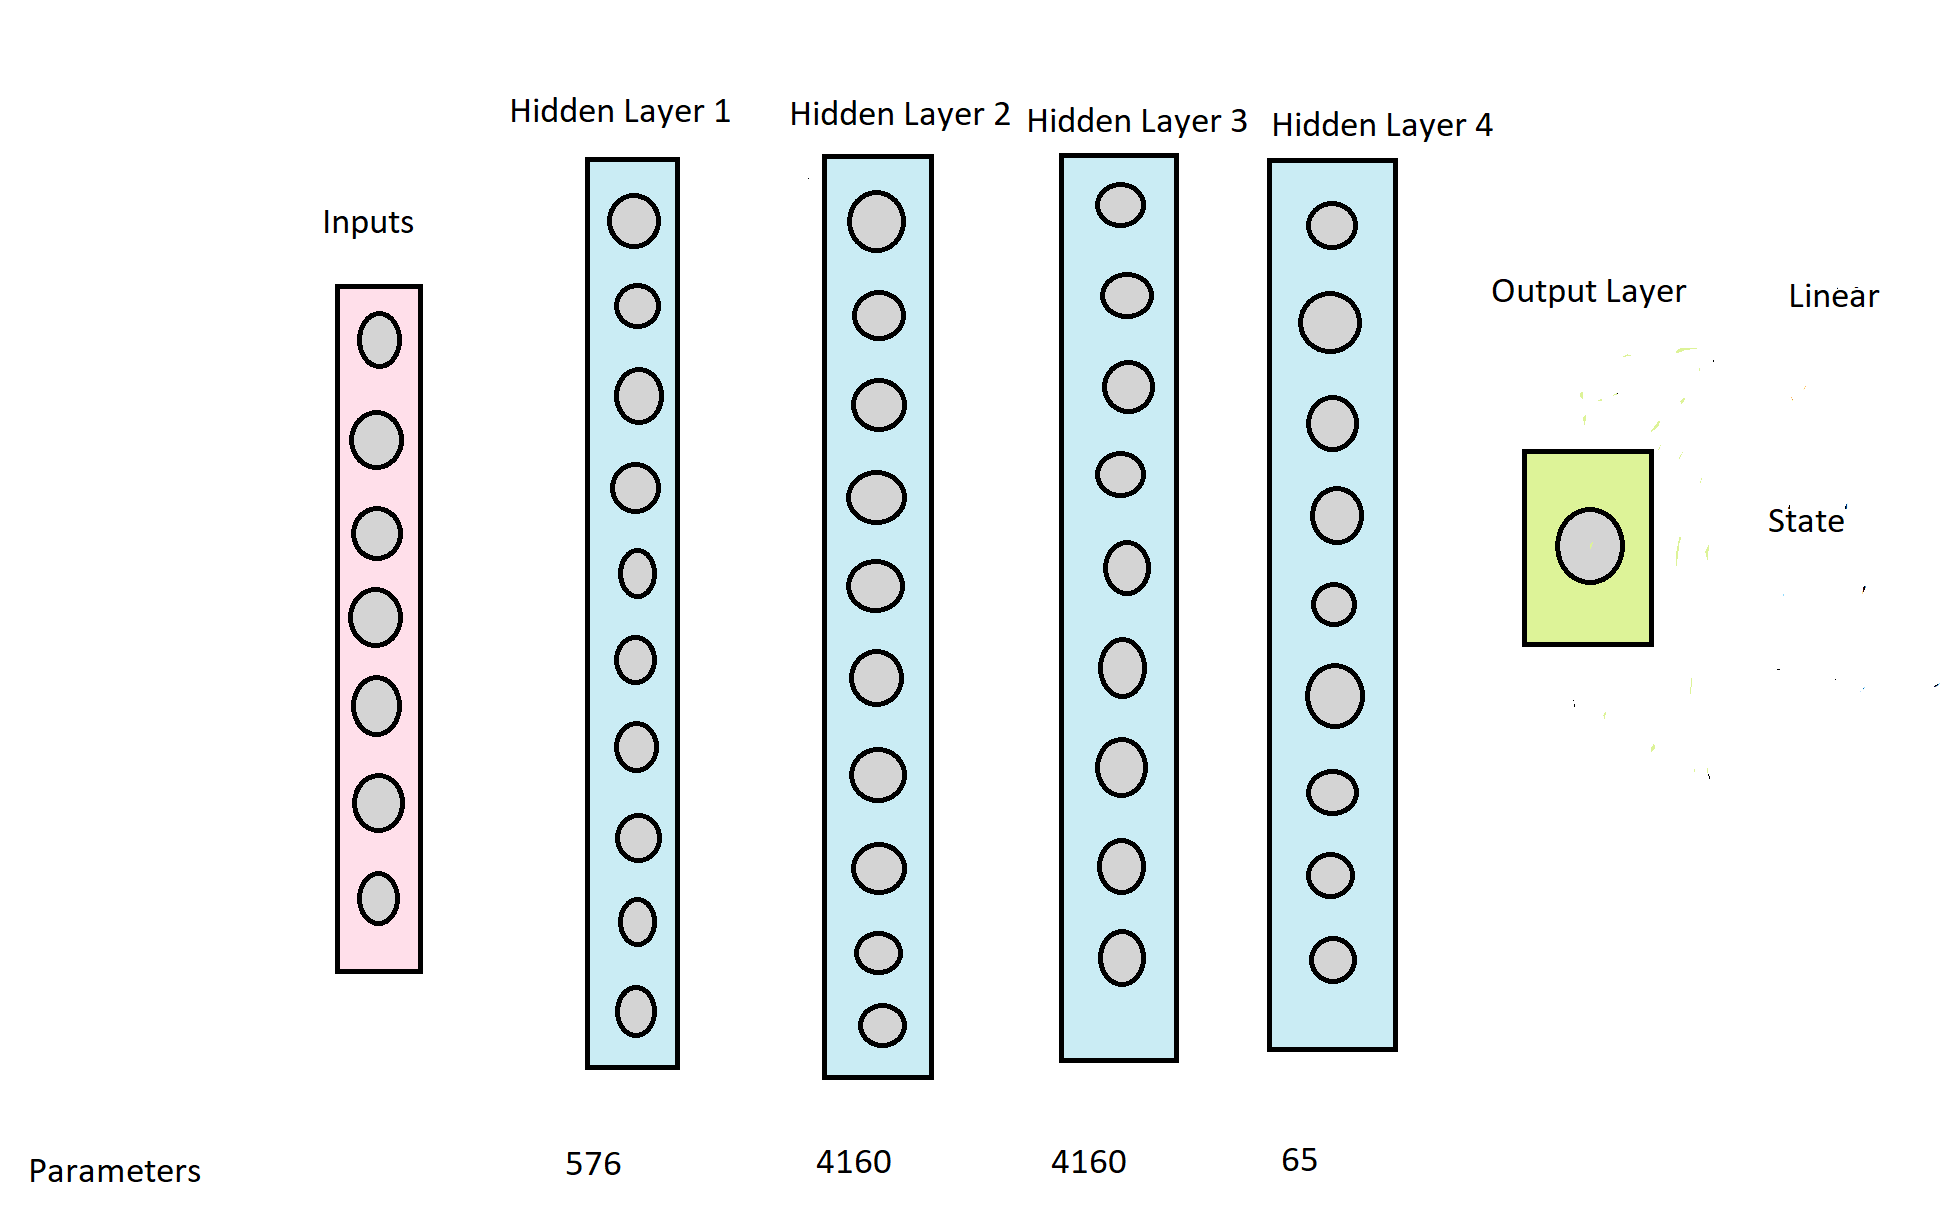 Hidden Layer 1
Hidden Layer 2
Hidden Layer 3
Hidden Layer 4
Inputs
Output Layer
Linear
State
Parameters
576
4160
4160
65